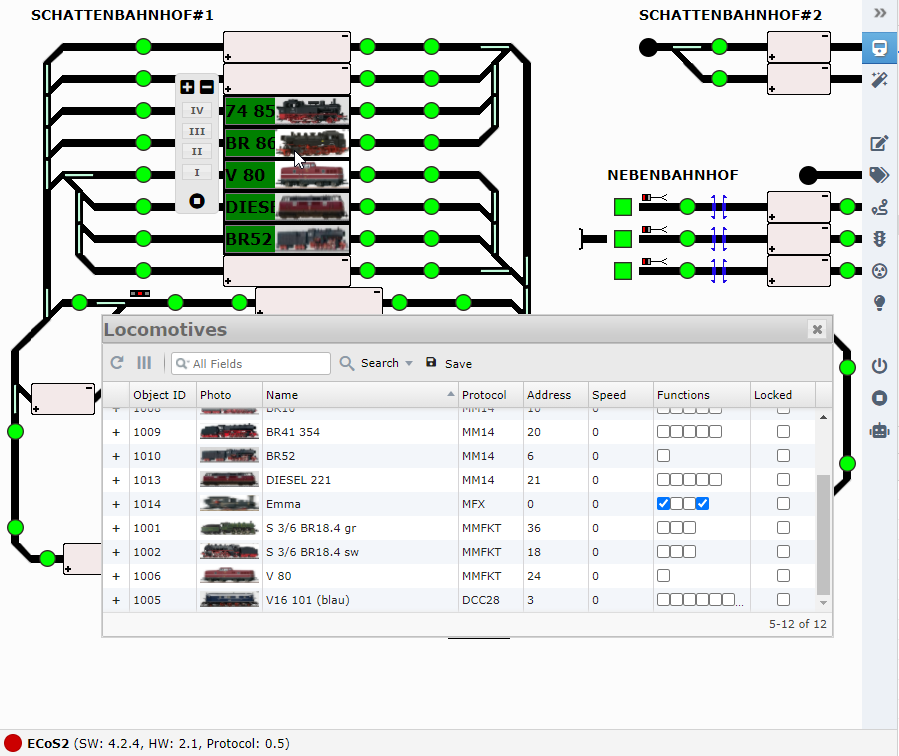 SCHATTENBAHNHOF#1
SCHATTENBAHNHOF#2
IV
III
II
I
74 85
BR 86
V 80
DIESE
BR52
NEBENBAHNHOF
Locomotives
All Fields Search Save
Object ID Photo Name Protocol Address Speed Functions Locked
1008 BR10 MM14 10 0
1009 BR41 354 MM14 20 0
1010 BR52 MM14 6 0
1013 DIESEL 221 MM14 21 0
1014 Emma MFX 0 0
1001 S 3/6 BR18.4 gr MMFKT 36 0
1002 S 3/6 BR18.4 sw MMFKT 18 0
1006 V 80 MMFKT 24 0
1005 V16 101 (blau) DCC28 3 0 ...
5-12 of 12
ECoS2 (SW: 4.2.4, HW: 2.1, Protocol: 0.5)